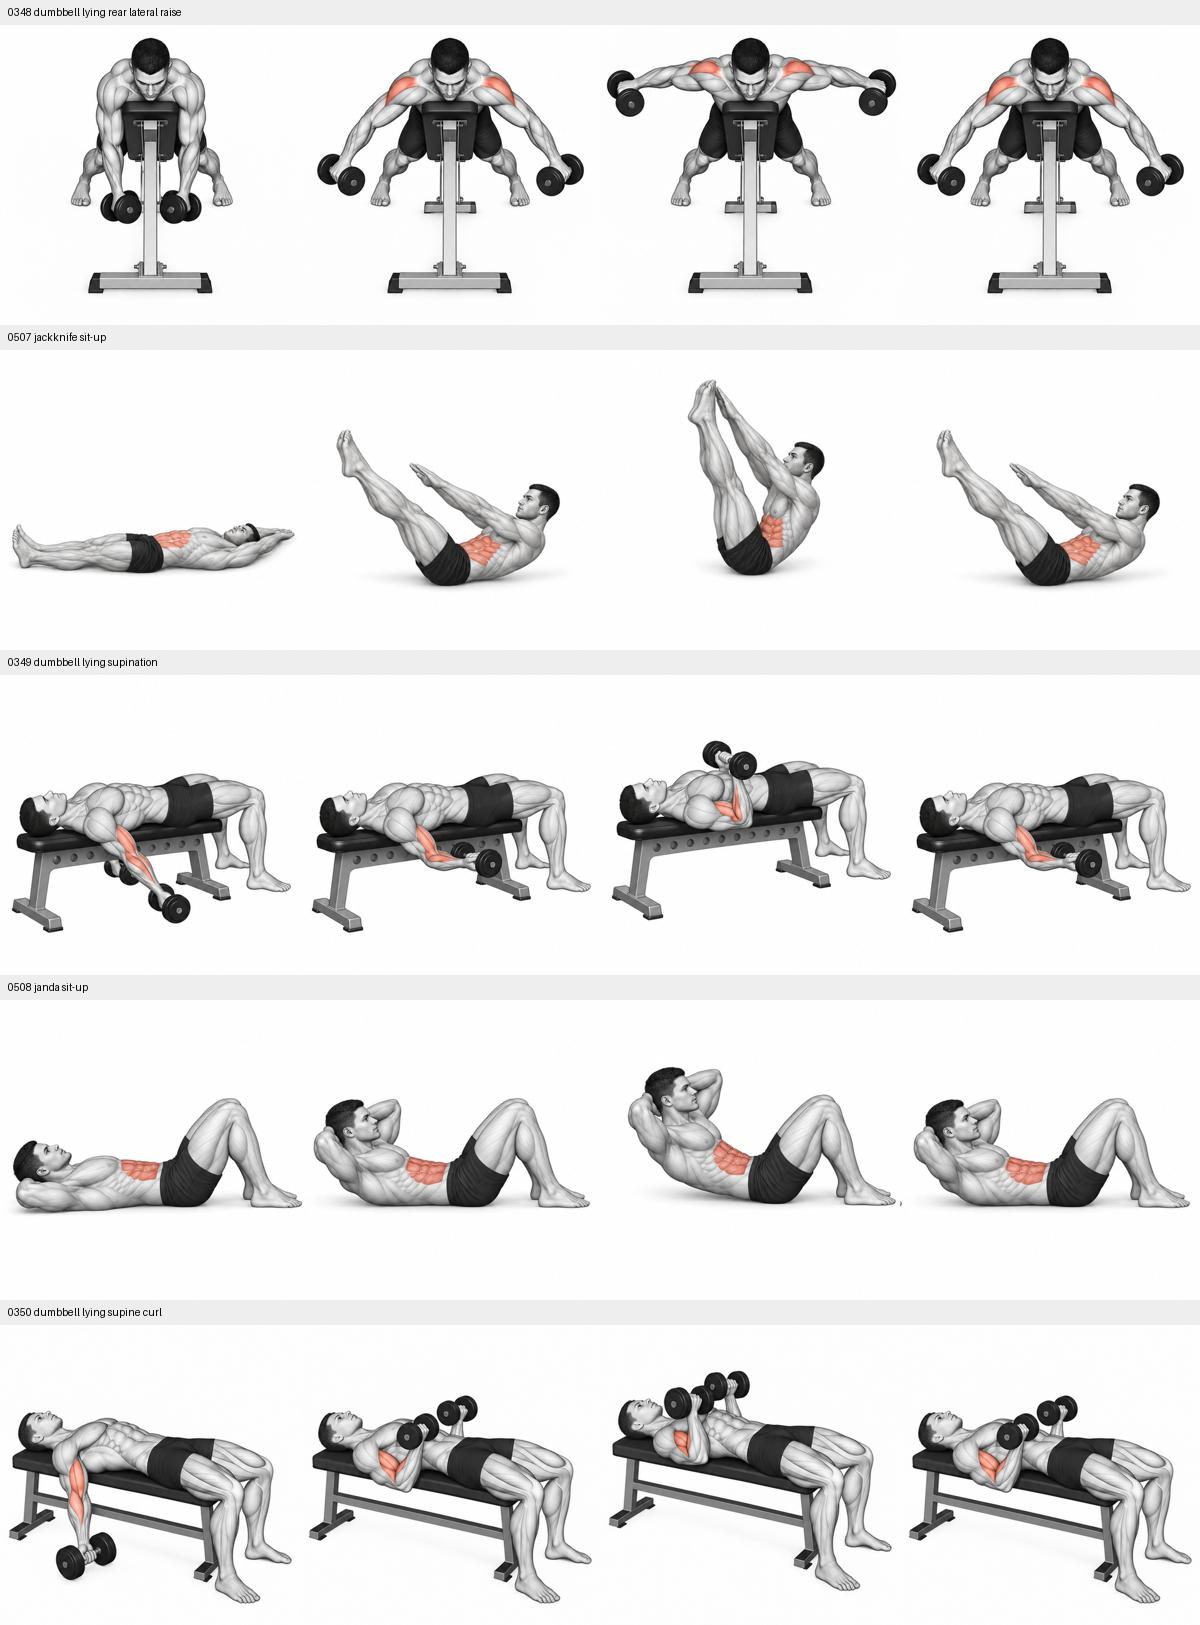 0348 dumbbell lying rear lateral raise
0507 jackknife sit-up
0349 dumbbell lying supination
0508 janda sit-up
0350 dumbbell lying supine curl